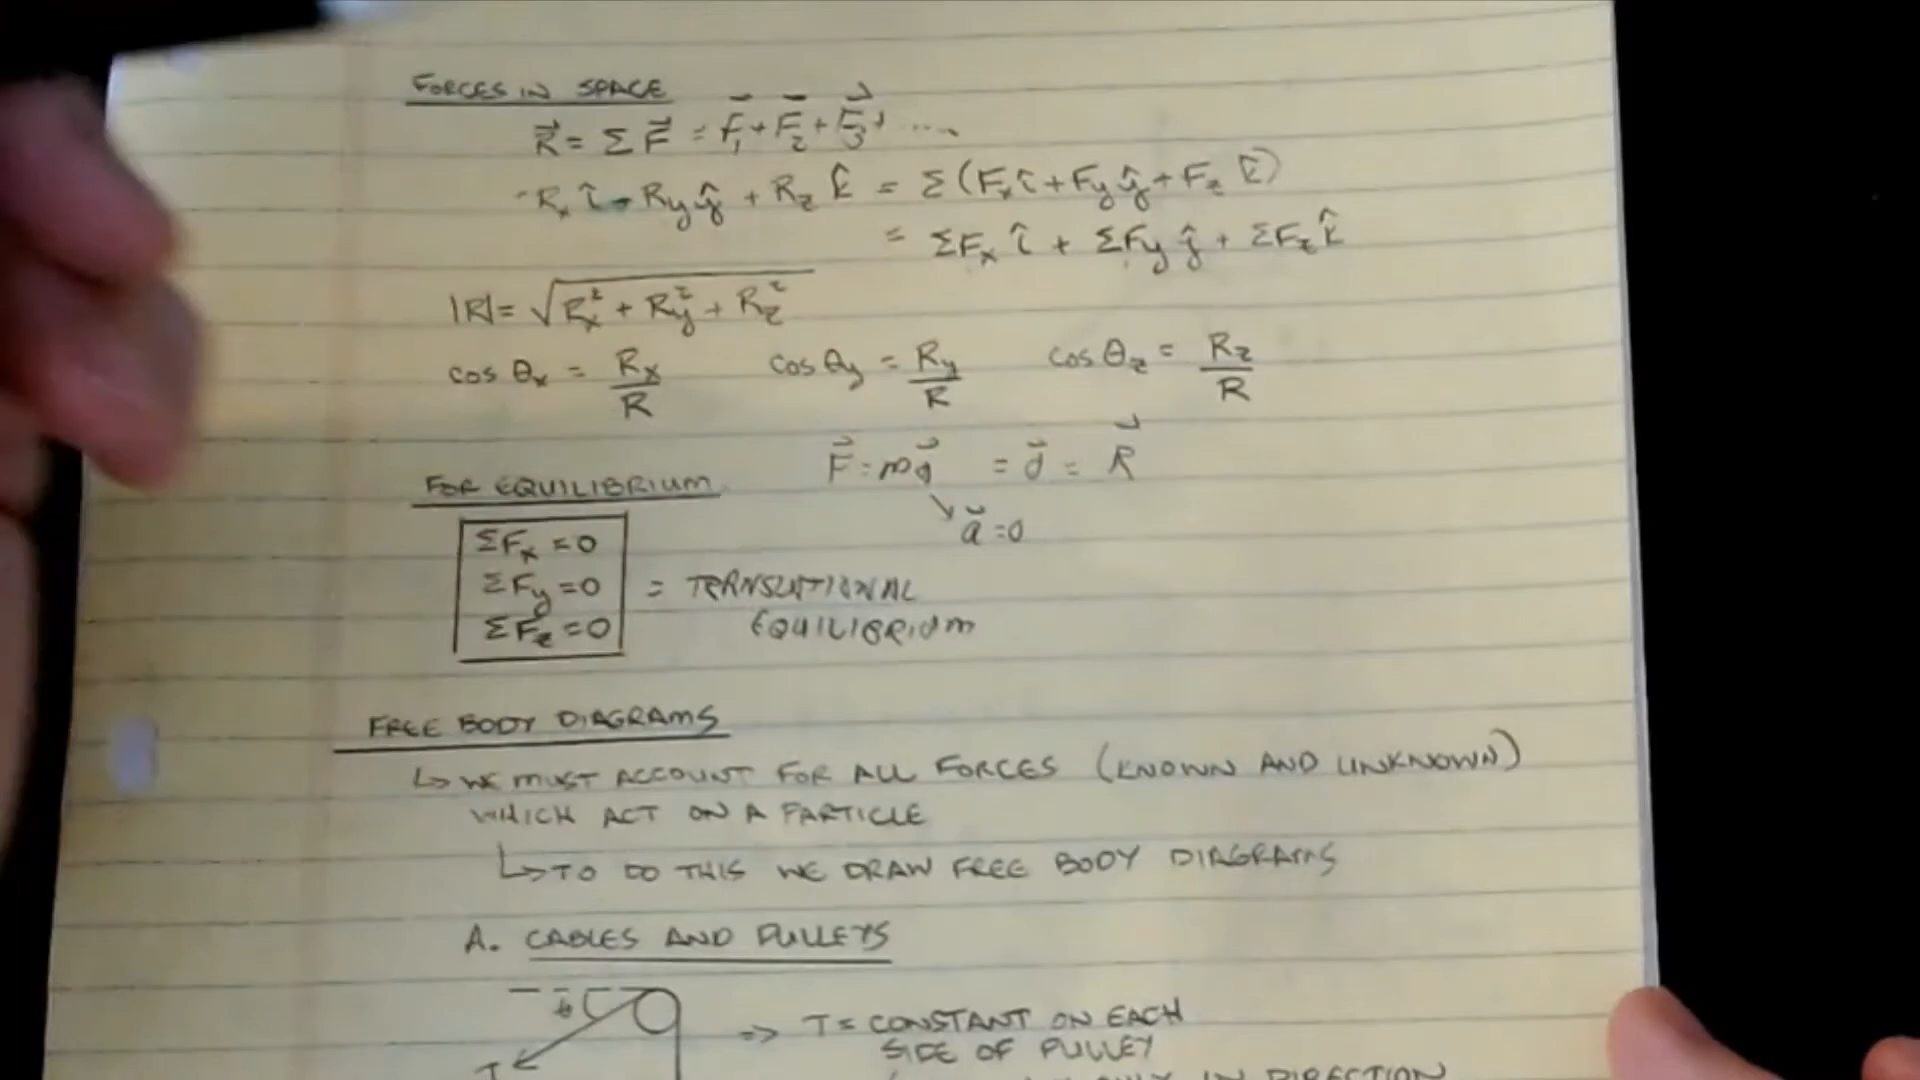 FORCES IN SPACE
R⃗ = Σ F⃗ = F⃗₁ + F⃗₂ + F⃗₃ + ....
Rₓ î + Ry ĵ + Rz k̂ = Σ (Fₓ î + Fy ĵ + Fz k̂)
= ΣFₓ î + ΣFy ĵ + ΣFz k̂
|R| = √(Rₓ² + Ry² + Rz²)
cos θₓ = Rₓ/R cos θy = Ry/R cos θz = Rz/R
F⃗ = ma⃗ = 0⃗ = R⃗
a⃗ = 0
FOR EQUILIBRIUM
ΣFₓ = 0
ΣFy = 0 = TRANSLATIONAL
ΣFz = 0 EQUILIBRIUM
FREE BODY DIAGRAMS
↳ WE MUST ACCOUNT FOR ALL FORCES (KNOWN AND UNKNOWN)
WHICH ACT ON A PARTICLE
↳ TO DO THIS WE DRAW FREE BODY DIAGRAMS
A. CABLES AND PULLEYS
=> T = CONSTANT ON EACH
SIDE OF PULLEY
T
IN DIRECTION